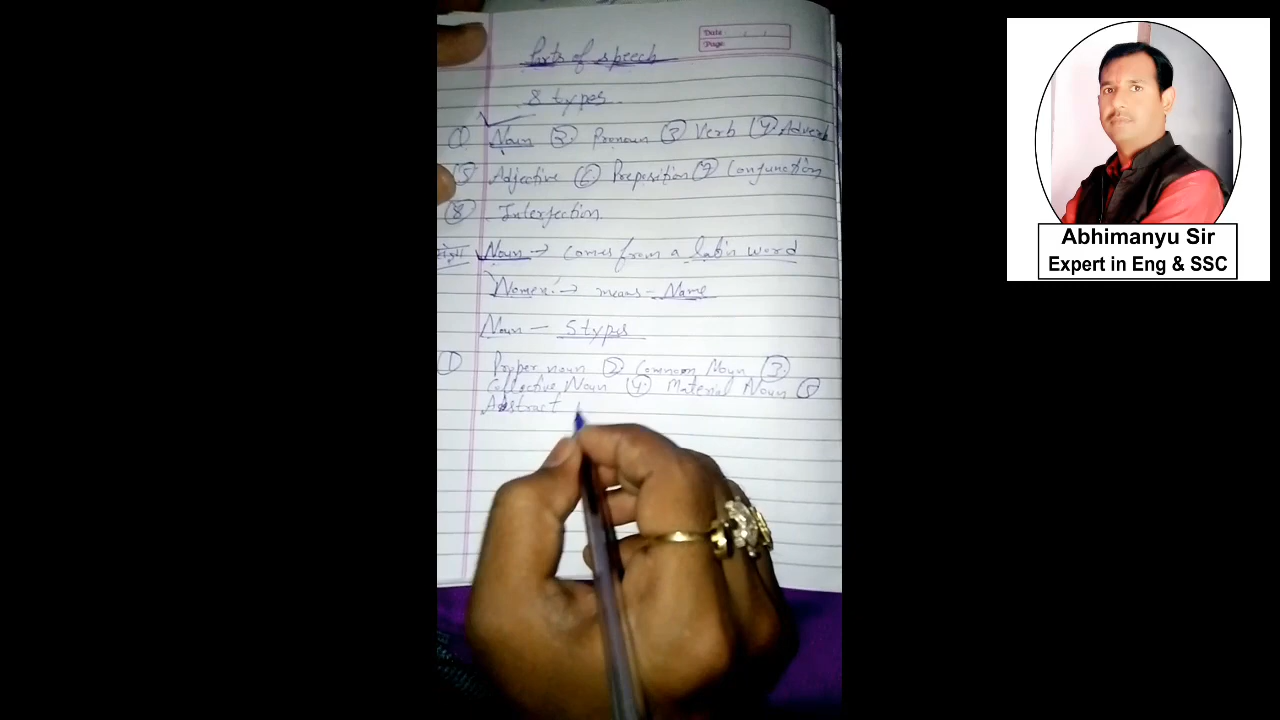 Date
Page
Parts of speech
8 types
① Noun ② Pronoun ③ Verb ④ Adverb
⑤ Adjective ⑥ Preposition ⑦ Conjunction
⑧ Interjection
Noun → comes from a latin word
'Nomen' → means - Name
Noun — 5 types
① Proper noun ② Common Noun ③
Collective Noun ④ Material Noun ⑤
Abstract
Abhimanyu Sir
Expert in Eng & SSC